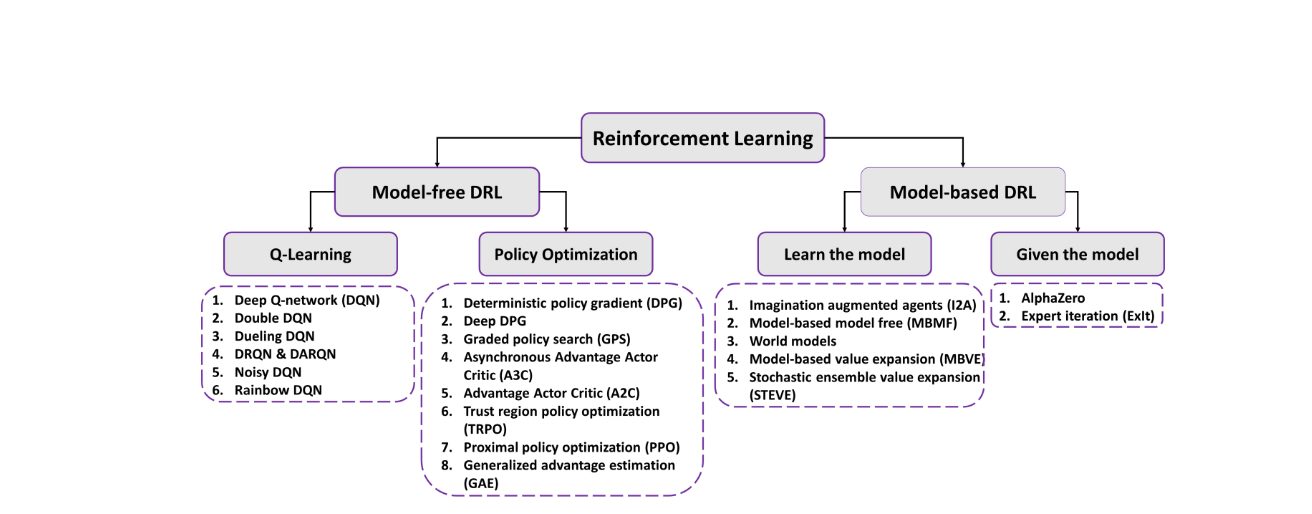 Reinforcement Learning
Model-free DRL
Model-based DRL
Q-Learning
Policy Optimization
Learn the model
Given the model
1. Deep Q-network (DQN)
2. Double DQN
3. Dueling DQN
4. DRQN & DARQN
5. Noisy DQN
6. Rainbow DQN
1. Deterministic policy gradient (DPG)
2. Deep DPG
3. Graded policy search (GPS)
4. Asynchronous Advantage Actor
Critic (A3C)
5. Advantage Actor Critic (A2C)
6. Trust region policy optimization
(TRPO)
7. Proximal policy optimization (PPO)
8. Generalized advantage estimation
(GAE)
1. Imagination augmented agents (I2A)
2. Model-based model free (MBMF)
3. World models
4. Model-based value expansion (MBVE)
5. Stochastic ensemble value expansion
(STEVE)
1. AlphaZero
2. Expert iteration (ExIt)